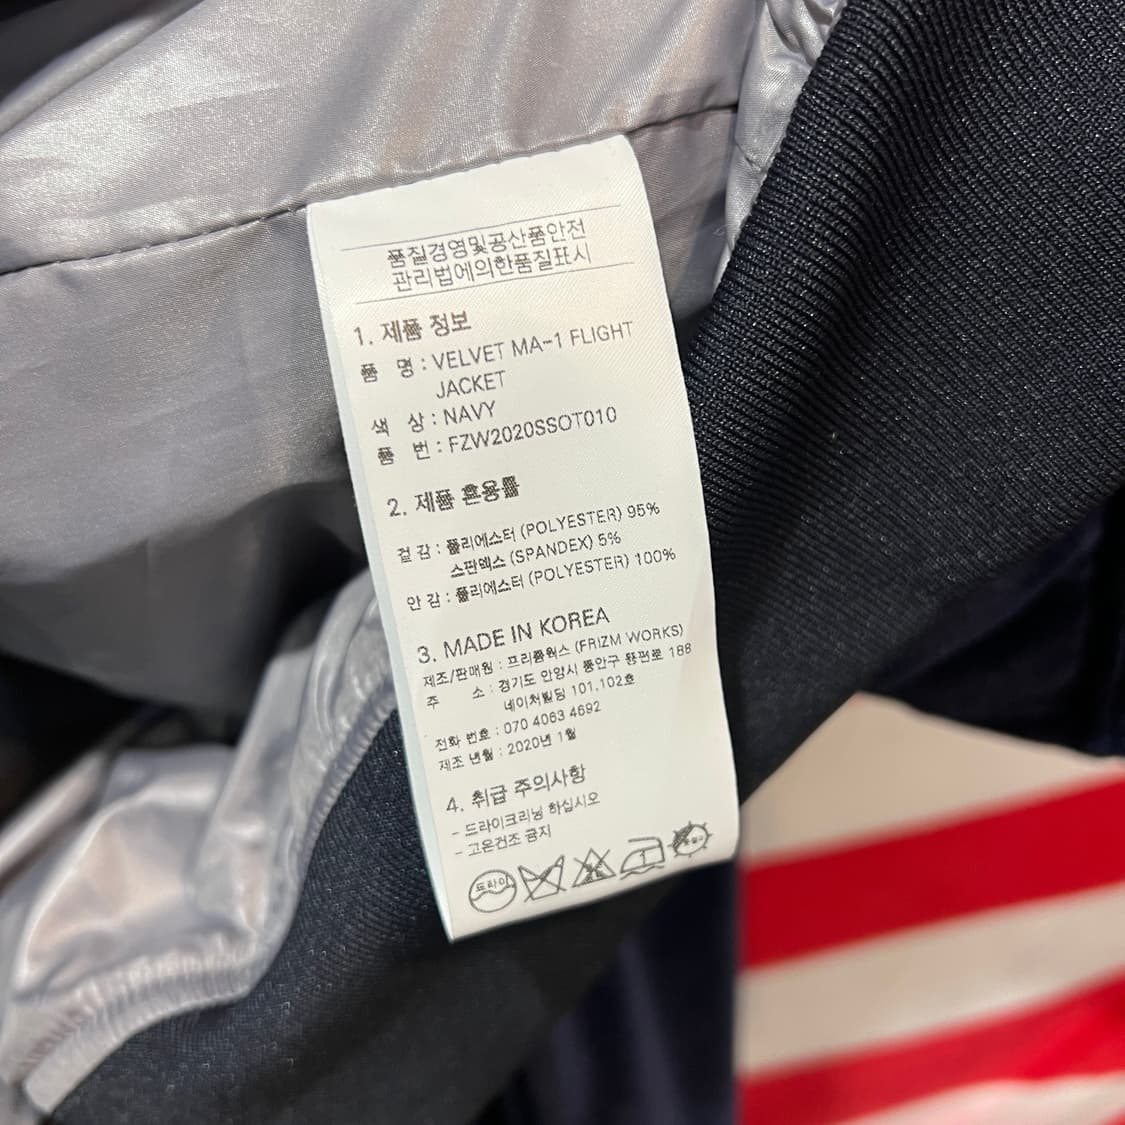 품질경영및공산품안전
관리법에의한품질표시
1. 제품 정보
품 명 : VELVET MA-1 FLIGHT
JACKET
색 상 : NAVY
품 번 : FZW2020SSOT010
2. 제품 혼용률
겉 감 : 폴리에스터 (POLYESTER) 95%
스판덱스 (SPANDEX) 5%
안 감 : 폴리에스터 (POLYESTER) 100%
3. MADE IN KOREA
제조/판매원 : 프리즘웍스 (FRIZM WORKS)
주 소 : 경기도 안양시 동안구 흥편로 188
네이처빌딩 101,102호
전화 번호 : 070 4063 4692
제조 년월 : 2020년 1월
4. 취급 주의사항
- 드라이크리닝 하십시오
- 고온건조 금지
드라이